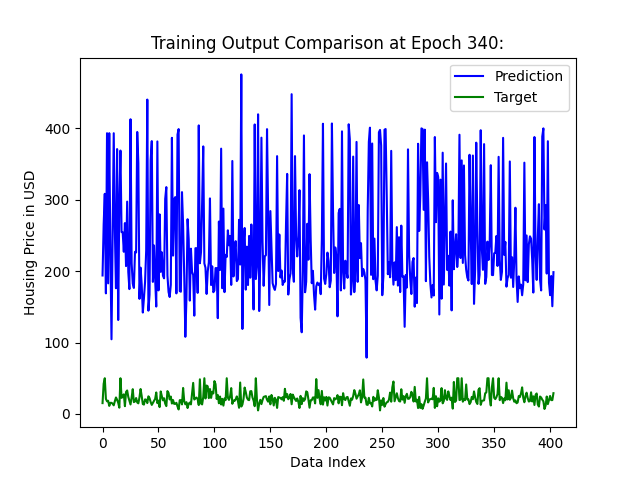 Training Output Comparison at Epoch 340:
Prediction
Target
Housing Price in USD
400
300
200
100
0
0
50
100
150
200
250
300
350
400
Data Index